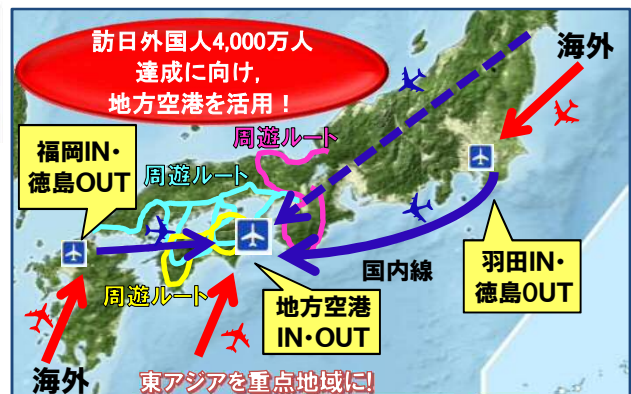 訪日外国人4,000万人
達成に向け,
地方空港を活用！
海外
周遊ルート
福岡IN・
徳島OUT
周遊ルート
羽田IN・
徳島OUT
国内線
周遊ルート
地方空港
IN・OUT
海外
東アジアを重点地域に!